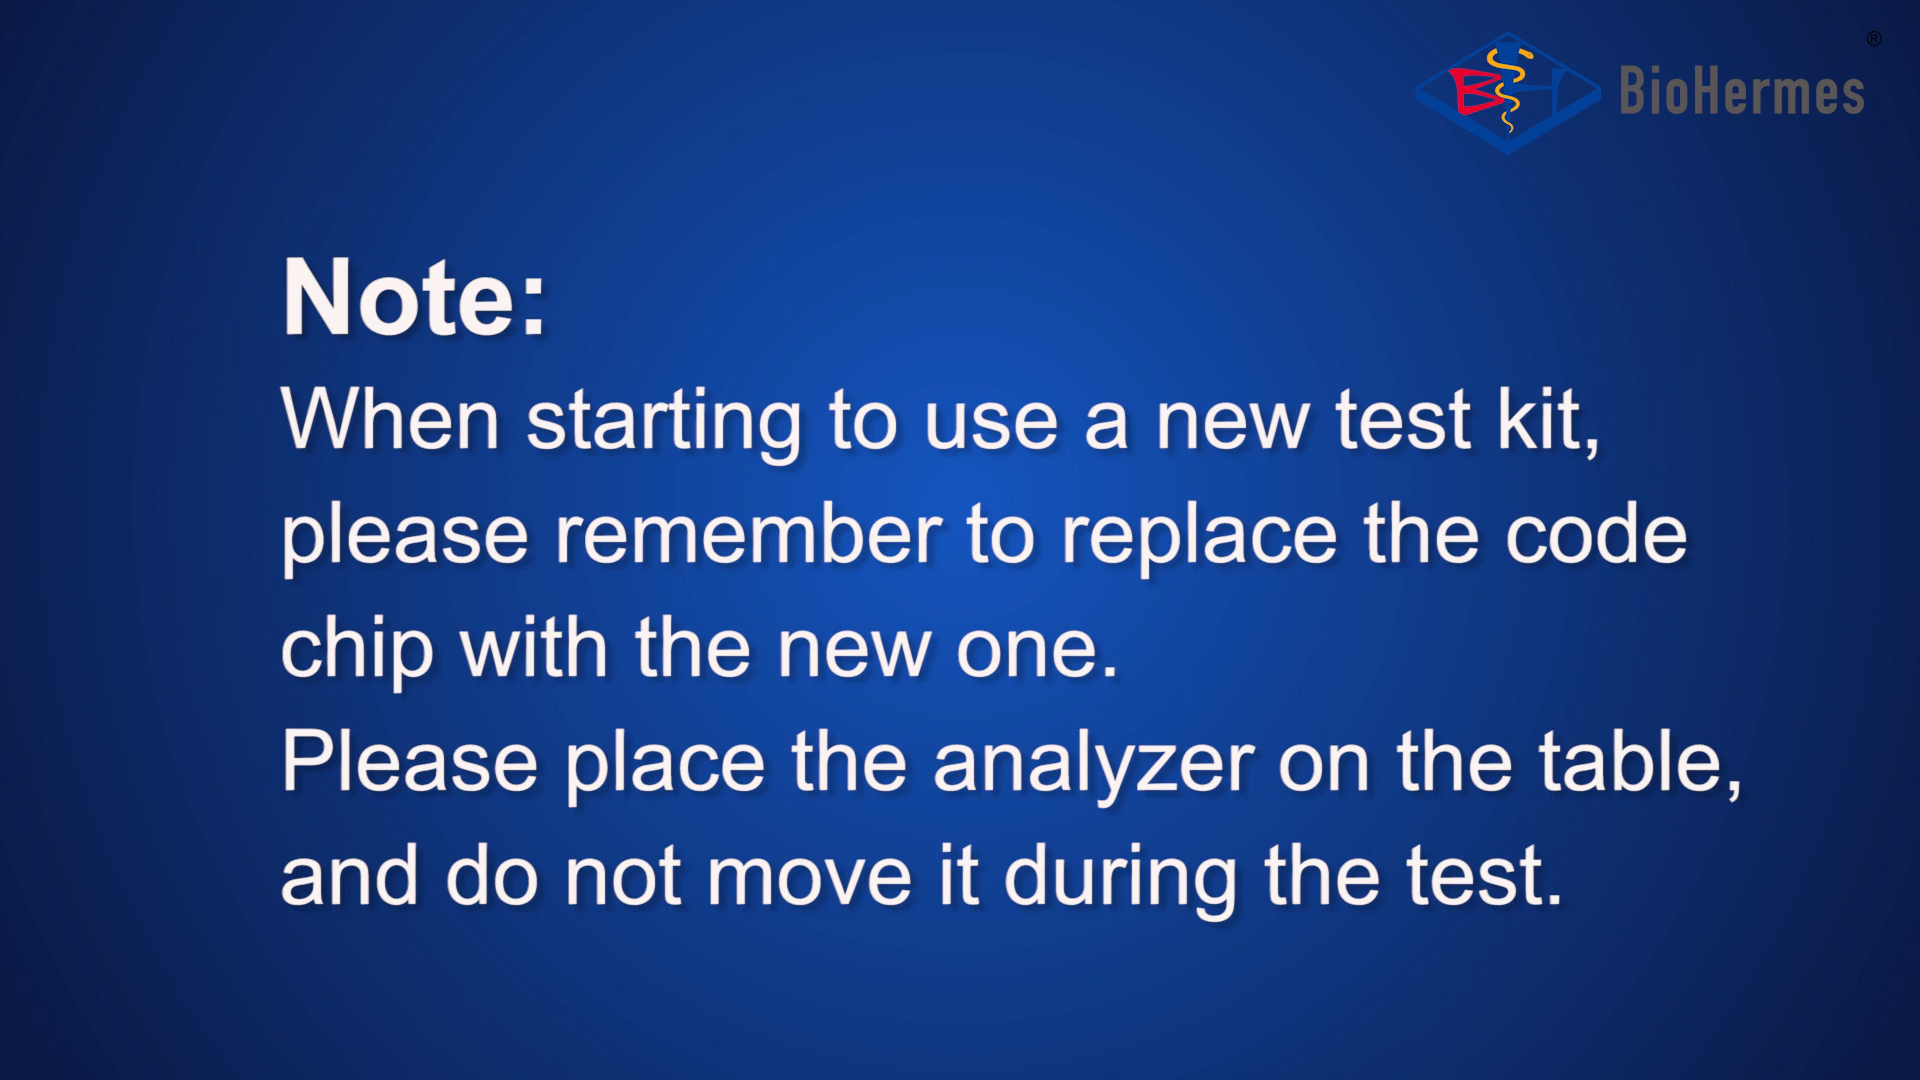 BH BioHermes ®
Note:
When starting to use a new test kit,
please remember to replace the code
chip with the new one.
Please place the analyzer on the table,
and do not move it during the test.